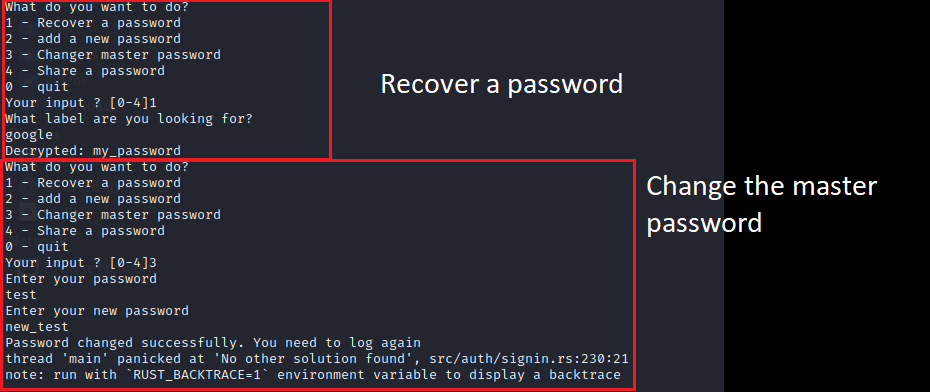 What do you want to do?
1 - Recover a password
2 - add a new password
3 - Changer master password
4 - Share a password
0 - quit
Your input ? [0-4]1
What label are you looking for?
google
Decrypted: my_password
Recover a password
What do you want to do?
1 - Recover a password
2 - add a new password
3 - Changer master password
4 - Share a password
0 - quit
Your input ? [0-4]3
Enter your password
test
Enter your new password
new_test
Password changed successfully. You need to log again
thread 'main' panicked at 'No other solution found', src/auth/signin.rs:230:21
note: run with `RUST_BACKTRACE=1` environment variable to display a backtrace
Change the master
password